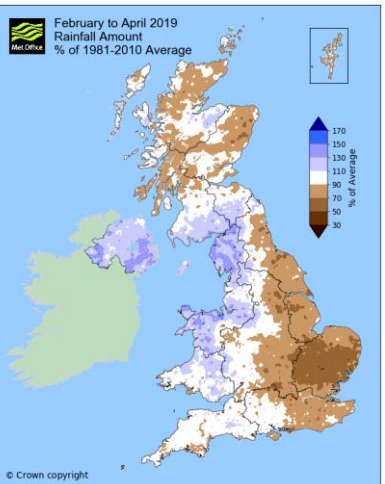 Met Office
February to April 2019
Rainfall Amount
% of 1981-2010 Average
170
150
130
110
90
70
50
30
% of Average
© Crown copyright